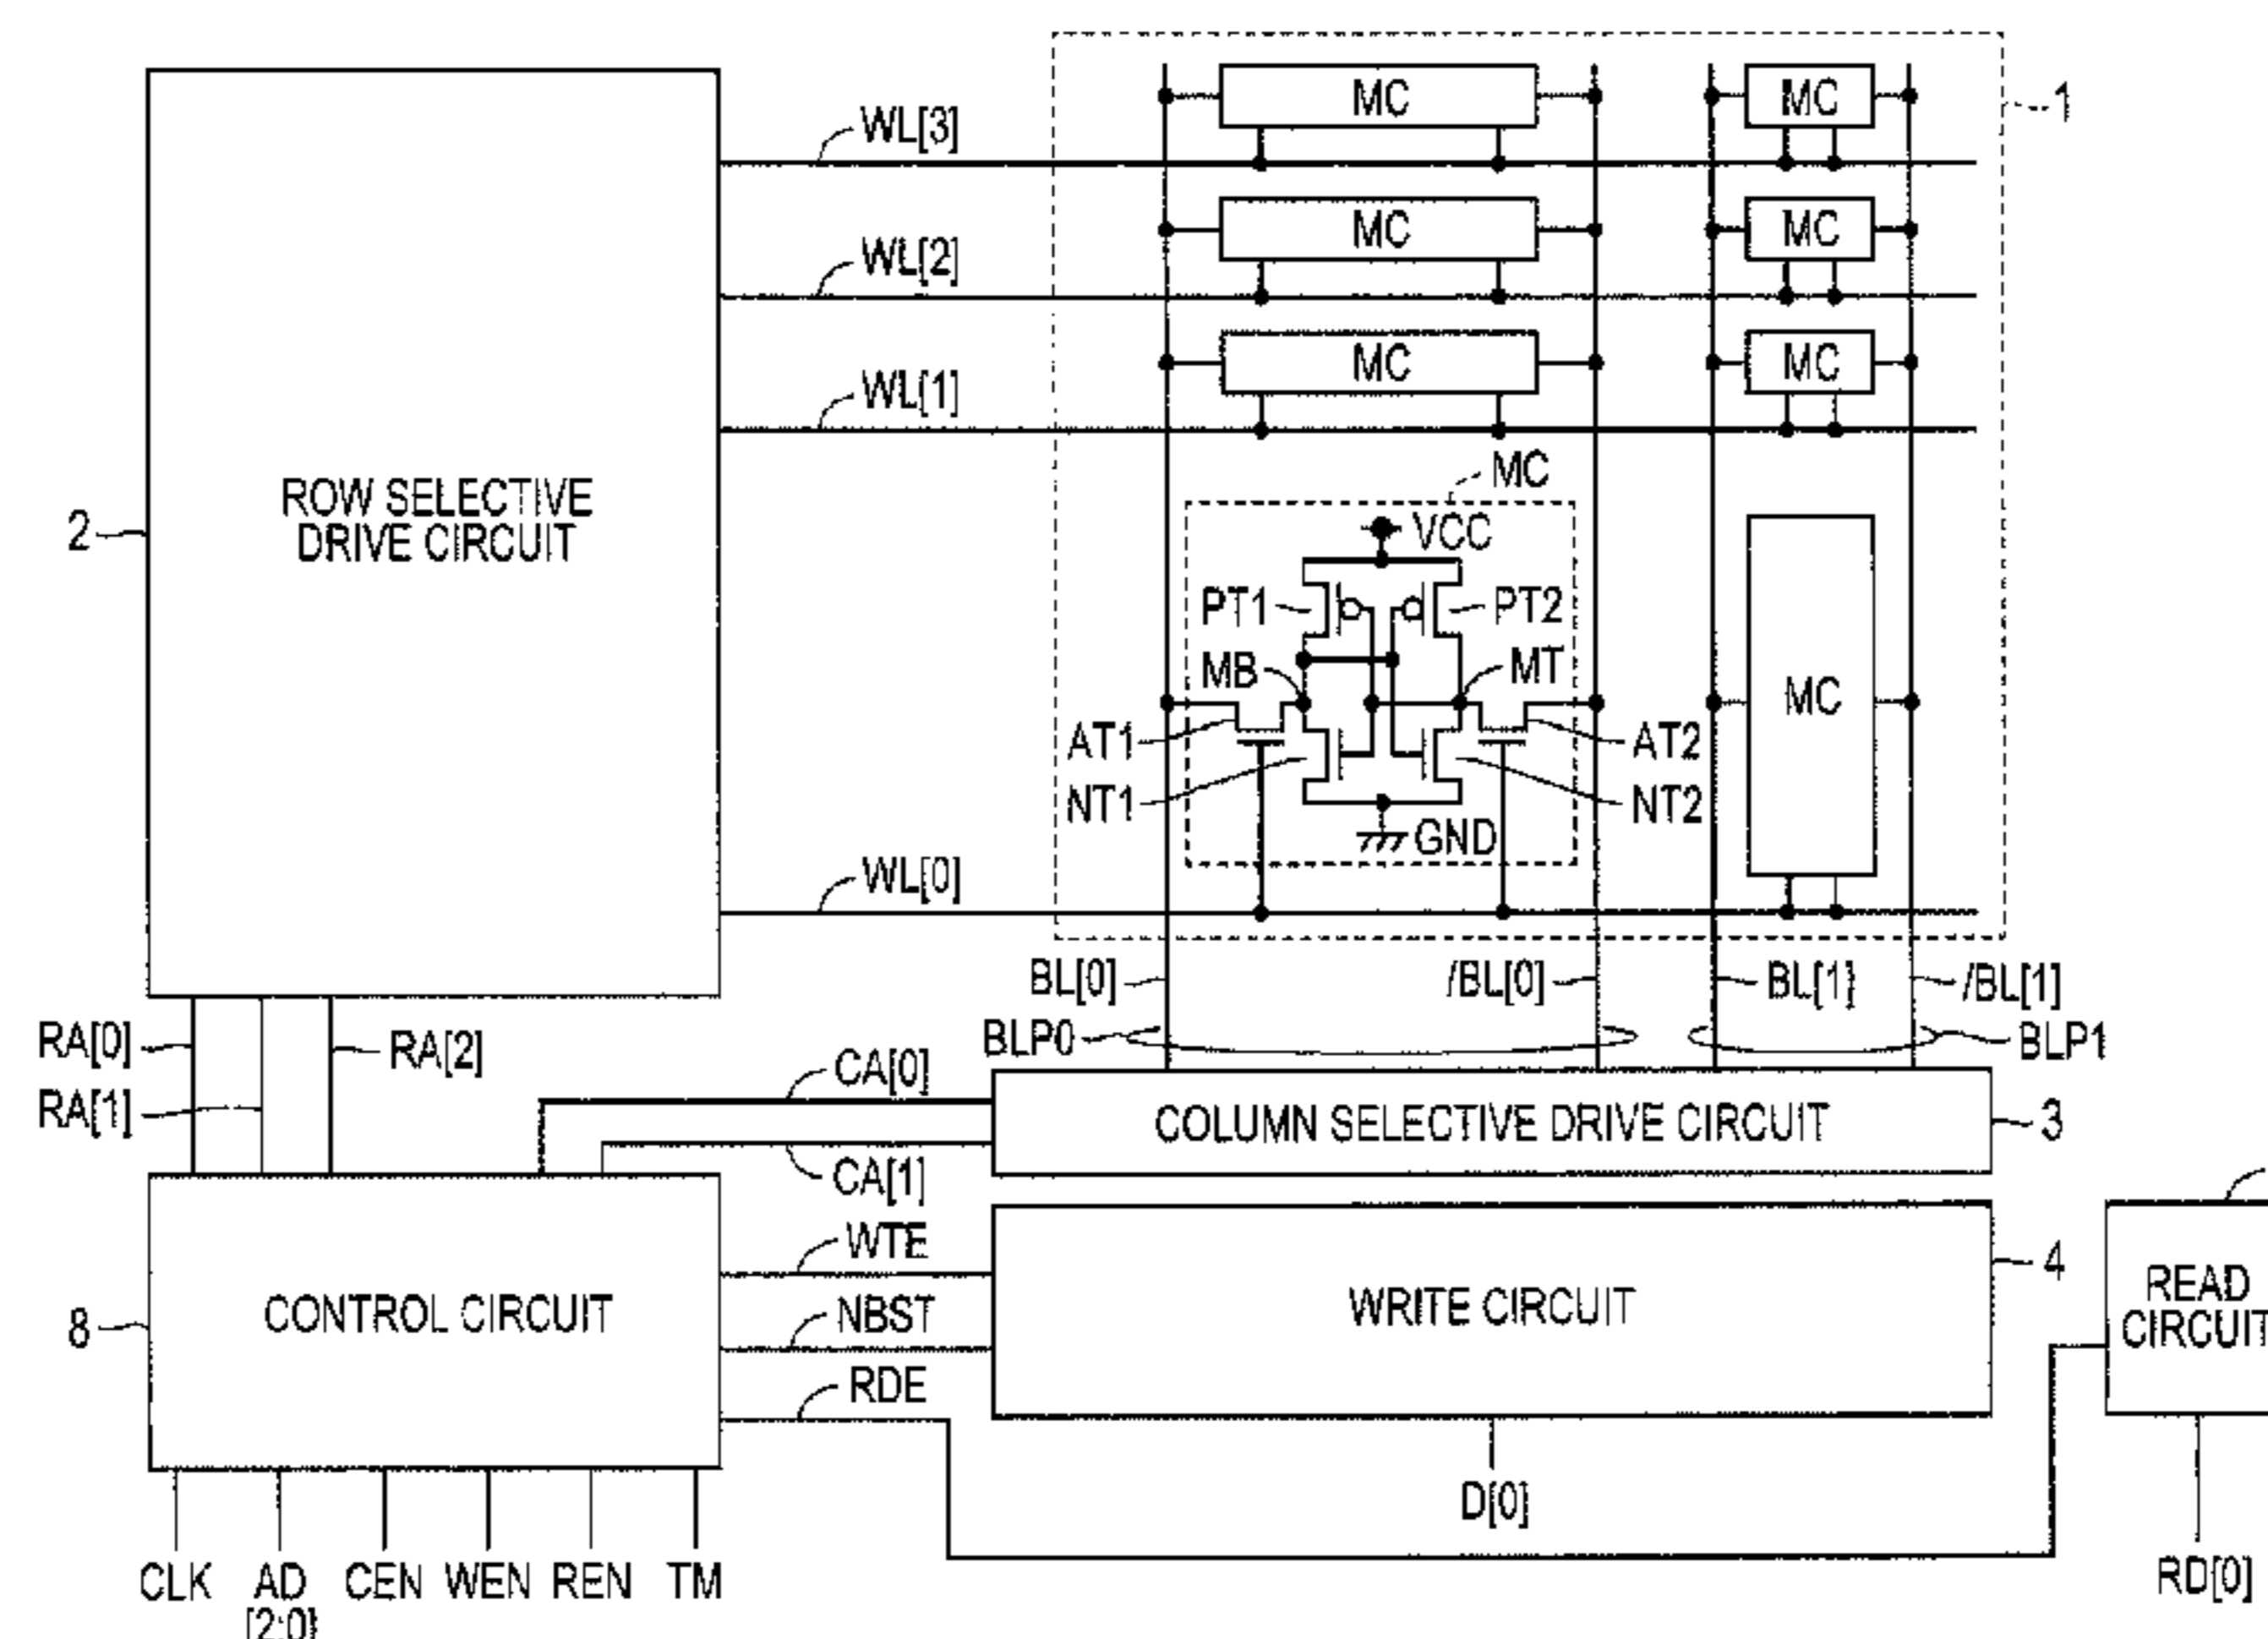 MC
MC
1
WL[3]
MC
MC
WL[2]
MC
MC
WL[1]
MC
ROW SELECTIVE
DRIVE CIRCUIT
2
VCC
PT1
PT2
MB
MT
MC
AT1
AT2
NT1
NT2
GND
WL[0]
BL[0]
/BL[0]
BL[1]
/BL[1]
BLP0
BLP1
RA[0]
RA[2]
RA[1]
CA[0]
COLUMN SELECTIVE DRIVE CIRCUIT
3
CA[1]
WTE
4
CONTROL CIRCUIT
8
NBST
WRITE CIRCUIT
READ
CIRCUIT
RDE
D[0]
CLK
AD
[2:0]
CEN
WEN
REN
TM
RD[0]